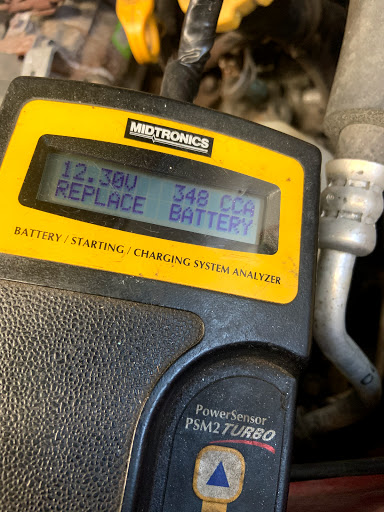 MIDTRONICS
12.30V 348 CCA
REPLACE BATTERY
BATTERY / STARTING / CHARGING SYSTEM ANALYZER
PowerSensor
PSM2 TURBO